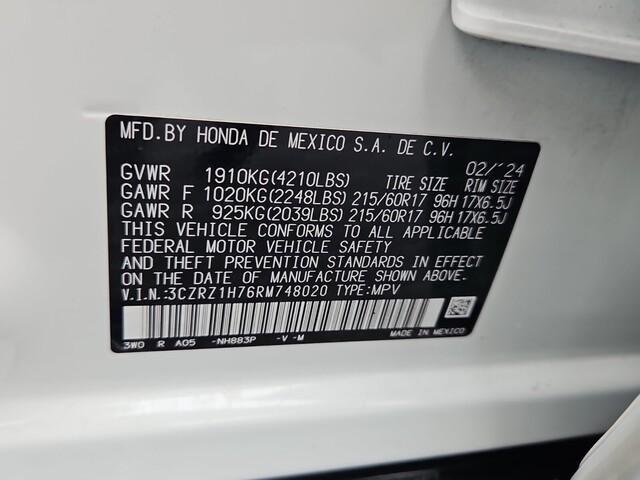 MFD.BY HONDA DE MEXICO S.A. DE C.V.
02/'24
GVWR 1910KG(4210LBS) TIRE SIZE RIM SIZE
GAWR F 1020KG(2248LBS) 215/60R17 96H 17X6.5J
GAWR R 925KG(2039LBS) 215/60R17 96H 17X6.5J
THIS VEHICLE CONFORMS TO ALL APPLICABLE
FEDERAL MOTOR VEHICLE SAFETY
AND THEFT PREVENTION STANDARDS IN EFFECT ON
THE DATE OF MANUFACTURE SHOWN ABOVE.
V.I.N.:3CZRZ1H76RM748020 TYPE:MPV
3W0 R A05 -NH883P -V -M MADE IN MEXICO